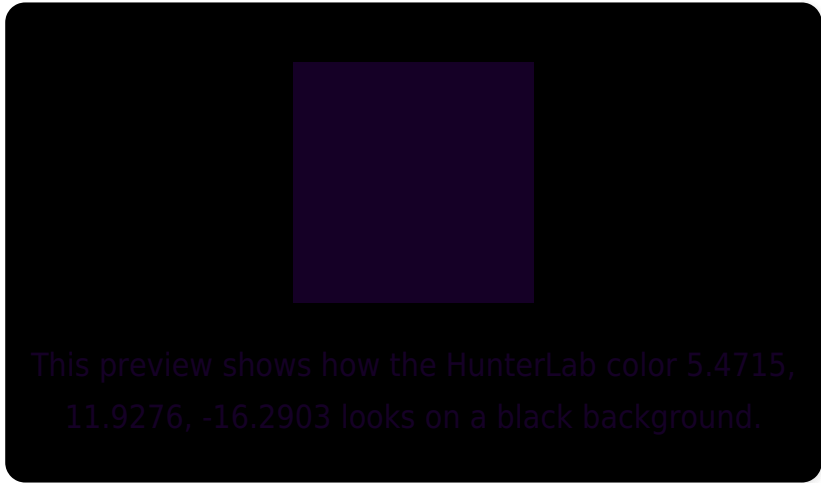 This preview shows how the HunterLab color 5.4715,
11.9276, -16.2903 looks on a black background.